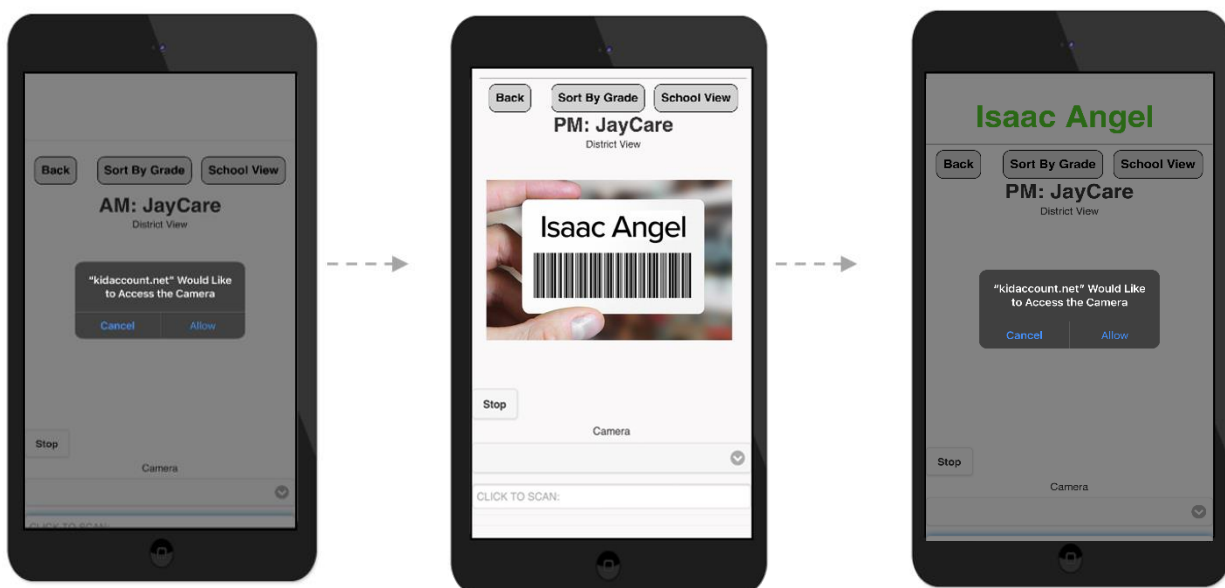 Back Sort By Grade School View
AM: JayCare
District View
“kidaccount.net” Would Like
to Access the Camera
Cancel Allow
Stop
Camera
CLICK TO SCAN:
Back Sort By Grade School View
PM: JayCare
District View
Isaac Angel
Stop
Camera
CLICK TO SCAN:
Isaac Angel
Back Sort By Grade School View
PM: JayCare
District View
“kidaccount.net” Would Like
to Access the Camera
Cancel Allow
Stop
Camera